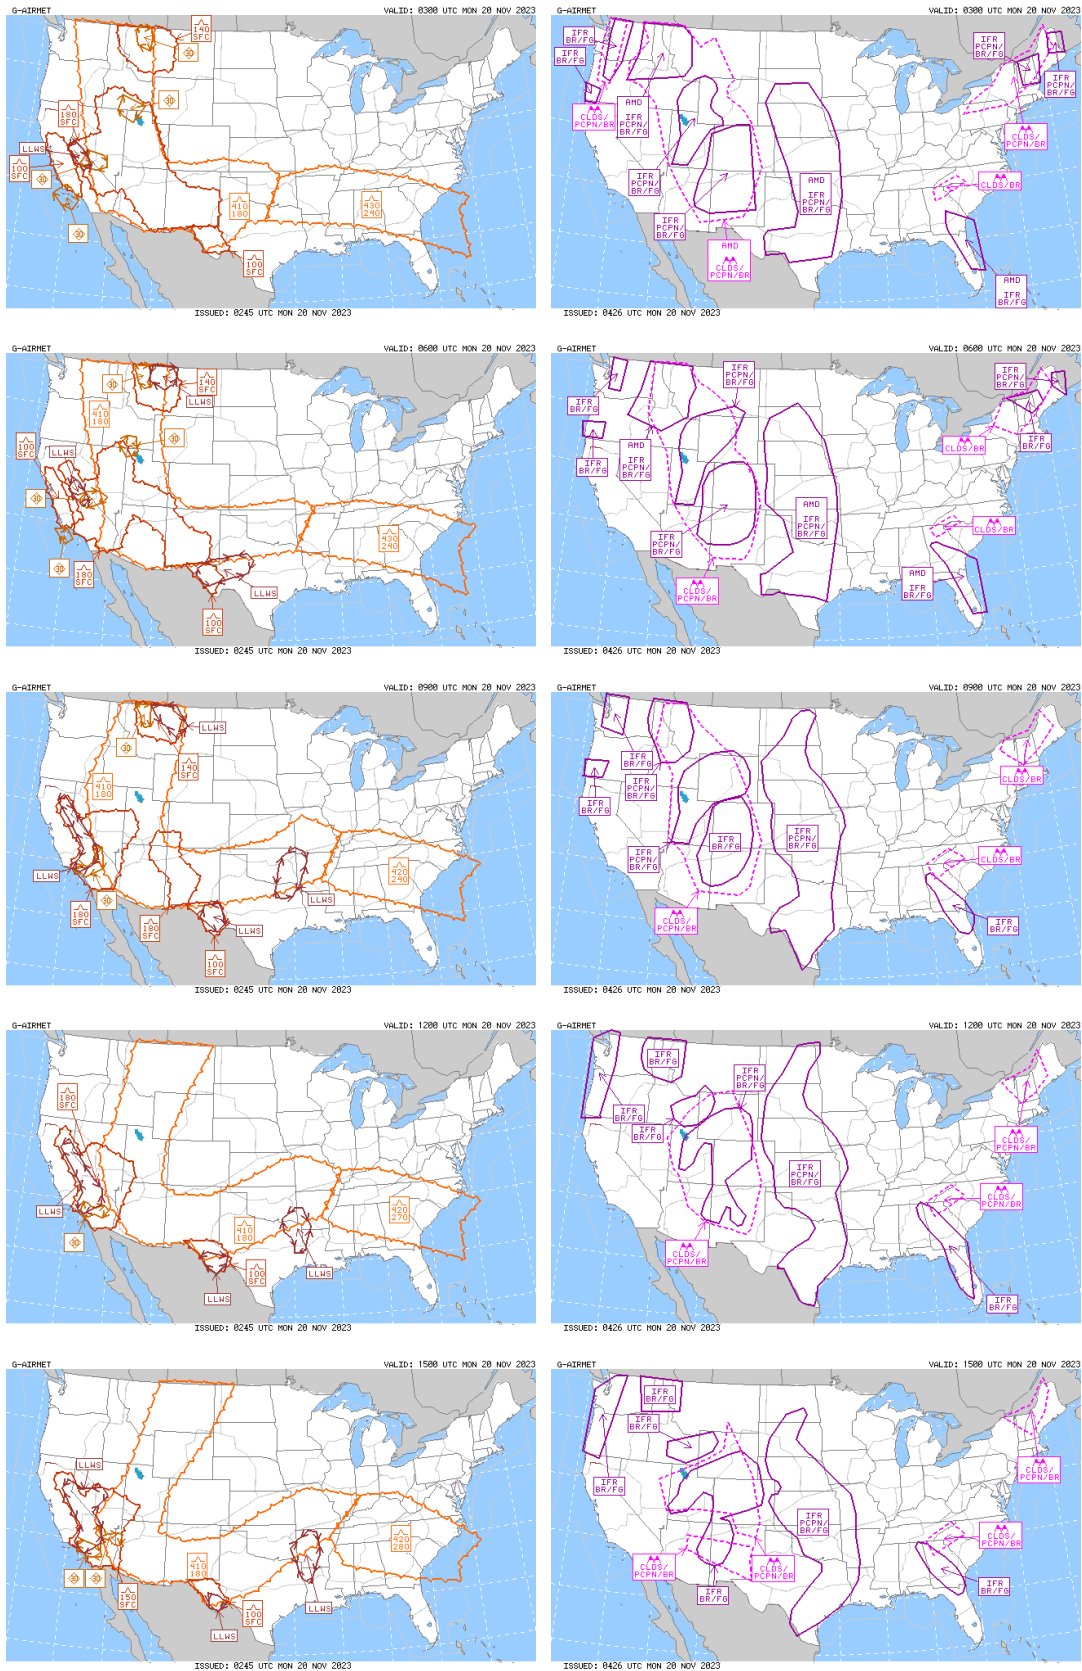 G-AIRMET VALID: 0300 UTC MON 20 NOV 2023
140
SFC
30
30
180
SFC
LLWS
100
SFC
30
30
410
180
430
240
100
SFC
ISSUED: 0245 UTC MON 20 NOV 2023
G-AIRMET VALID: 0300 UTC MON 20 NOV 2023
IFR
BR/FG
IFR
BR/FG
CLDS/
PCPN/BR
AMD
IFR
PCPN/
BR/FG
IFR
PCPN/
BR/FG
IFR
PCPN/
BR/FG
AMD
CLDS/
PCPN/BR
AMD
IFR
PCPN/
BR/FG
IFR
PCPN/
BR/FG
IFR
BR/FG
CLDS/
PCPN/BR
CLDS/BR
AMD
IFR
BR/FG
ISSUED: 0426 UTC MON 20 NOV 2023
G-AIRMET VALID: 0600 UTC MON 20 NOV 2023
30
140
SFC
LLWS
410
180
30
100
SFC
LLWS
30
30
180
SFC
430
240
LLWS
100
SFC
ISSUED: 0245 UTC MON 20 NOV 2023
G-AIRMET VALID: 0600 UTC MON 20 NOV 2023
IFR
BR/FG
IFR
BR/FG
AMD
IFR
PCPN/
BR/FG
IFR
PCPN/
BR/FG
IFR
PCPN/
BR/FG
CLDS/
PCPN/BR
AMD
IFR
PCPN/
BR/FG
IFR
PCPN/
BR/FG
IFR
BR/FG
CLDS/BR
CLDS/BR
AMD
IFR
BR/FG
ISSUED: 0426 UTC MON 20 NOV 2023
G-AIRMET VALID: 0900 UTC MON 20 NOV 2023
LLWS
30
140
SFC
410
180
LLWS
30
180
SFC
180
SFC
LLWS
100
SFC
LLWS
420
240
ISSUED: 0245 UTC MON 20 NOV 2023
G-AIRMET VALID: 0900 UTC MON 20 NOV 2023
IFR
BR/FG
IFR
PCPN/
BR/FG
IFR
BR/FG
IFR
BR/FG
IFR
PCPN/
BR/FG
IFR
PCPN/
BR/FG
CLDS/
PCPN/BR
CLDS/BR
CLDS/BR
IFR
BR/FG
ISSUED: 0426 UTC MON 20 NOV 2023
G-AIRMET VALID: 1200 UTC MON 20 NOV 2023
180
SFC
LLWS
30
410
180
100
SFC
LLWS
LLWS
420
270
ISSUED: 0245 UTC MON 20 NOV 2023
G-AIRMET VALID: 1200 UTC MON 20 NOV 2023
IFR
BR/FG
IFR
PCPN/
BR/FG
IFR
BR/FG
IFR
BR/FG
IFR
PCPN/
BR/FG
CLDS/
PCPN/BR
CLDS/
PCPN/BR
CLDS/
PCPN/BR
IFR
BR/FG
ISSUED: 0426 UTC MON 20 NOV 2023
G-AIRMET VALID: 1500 UTC MON 20 NOV 2023
LLWS
30
30
150
SFC
410
180
100
SFC
LLWS
LLWS
420
280
ISSUED: 0245 UTC MON 20 NOV 2023
G-AIRMET VALID: 1500 UTC MON 20 NOV 2023
IFR
BR/FG
IFR
BR/FG
IFR
BR/FG
IFR
PCPN/
BR/FG
CLDS/
PCPN/BR
CLDS/
PCPN/BR
IFR
BR/FG
CLDS/
PCPN/BR
CLDS/
PCPN/BR
IFR
BR/FG
ISSUED: 0426 UTC MON 20 NOV 2023